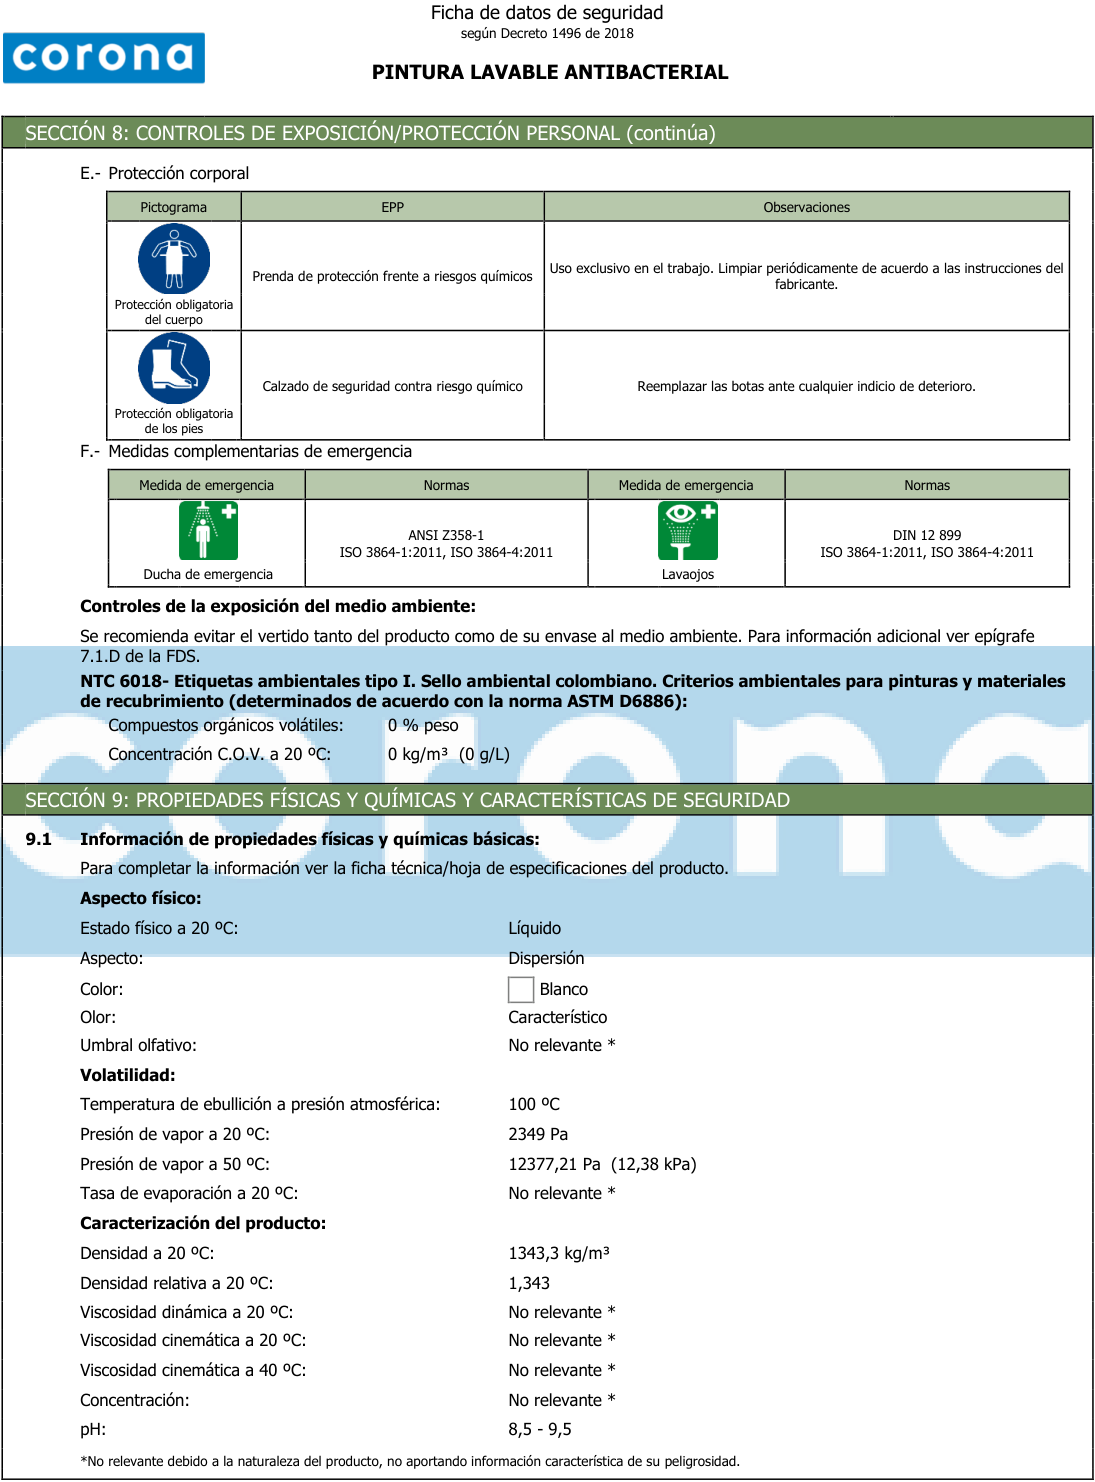 Ficha de datos de seguridad
según Decreto 1496 de 2018
corona
PINTURA LAVABLE ANTIBACTERIAL
SECCIÓN 8: CONTROLES DE EXPOSICIÓN/PROTECCIÓN PERSONAL (continúa)
E.- Protección corporal
Pictograma EPP Observaciones
Prenda de protección frente a riesgos químicos
Uso exclusivo en el trabajo. Limpiar periódicamente de acuerdo a las instrucciones del
fabricante.
Protección obligatoria
del cuerpo
Calzado de seguridad contra riesgo químico Reemplazar las botas ante cualquier indicio de deterioro.
Protección obligatoria
de los pies
F.- Medidas complementarias de emergencia
Medida de emergencia Normas Medida de emergencia Normas
ANSI Z358-1
ISO 3864-1:2011, ISO 3864-4:2011
Ducha de emergencia
DIN 12 899
ISO 3864-1:2011, ISO 3864-4:2011
Lavaojos
Controles de la exposición del medio ambiente:
Se recomienda evitar el vertido tanto del producto como de su envase al medio ambiente. Para información adicional ver epígrafe
7.1.D de la FDS.
NTC 6018- Etiquetas ambientales tipo I. Sello ambiental colombiano. Criterios ambientales para pinturas y materiales
de recubrimiento (determinados de acuerdo con la norma ASTM D6886):
Compuestos orgánicos volátiles: 0 % peso
Concentración C.O.V. a 20 ºC: 0 kg/m³ (0 g/L)
corona
SECCIÓN 9: PROPIEDADES FÍSICAS Y QUÍMICAS Y CARACTERÍSTICAS DE SEGURIDAD
9.1 Información de propiedades físicas y químicas básicas:
Para completar la información ver la ficha técnica/hoja de especificaciones del producto.
Aspecto físico:
Estado físico a 20 ºC: Líquido
Aspecto: Dispersión
Color: Blanco
Olor: Característico
Umbral olfativo: No relevante *
Volatilidad:
Temperatura de ebullición a presión atmosférica: 100 ºC
Presión de vapor a 20 ºC: 2349 Pa
Presión de vapor a 50 ºC: 12377,21 Pa (12,38 kPa)
Tasa de evaporación a 20 ºC: No relevante *
Caracterización del producto:
Densidad a 20 ºC: 1343,3 kg/m³
Densidad relativa a 20 ºC: 1,343
Viscosidad dinámica a 20 ºC: No relevante *
Viscosidad cinemática a 20 ºC: No relevante *
Viscosidad cinemática a 40 ºC: No relevante *
Concentración: No relevante *
pH: 8,5 - 9,5
*No relevante debido a la naturaleza del producto, no aportando información característica de su peligrosidad.